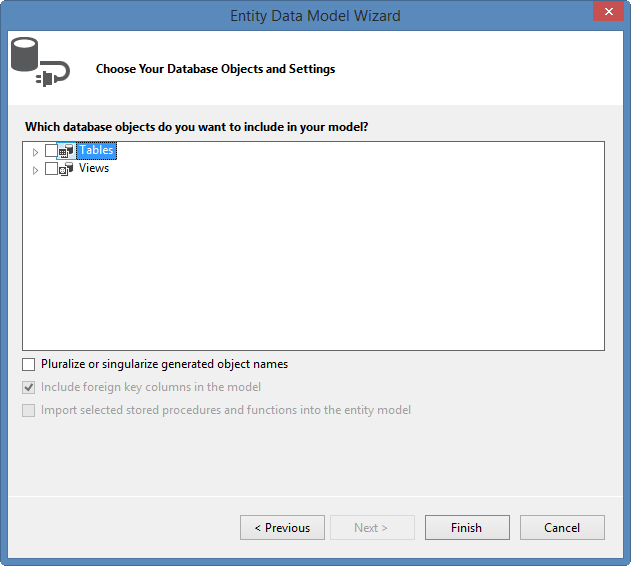 Entity Data Model Wizard
Choose Your Database Objects and Settings
Which database objects do you want to include in your model?
Tables
Views
Pluralize or singularize generated object names
Include foreign key columns in the model
Import selected stored procedures and functions into the entity model
< Previous
Next >
Finish
Cancel